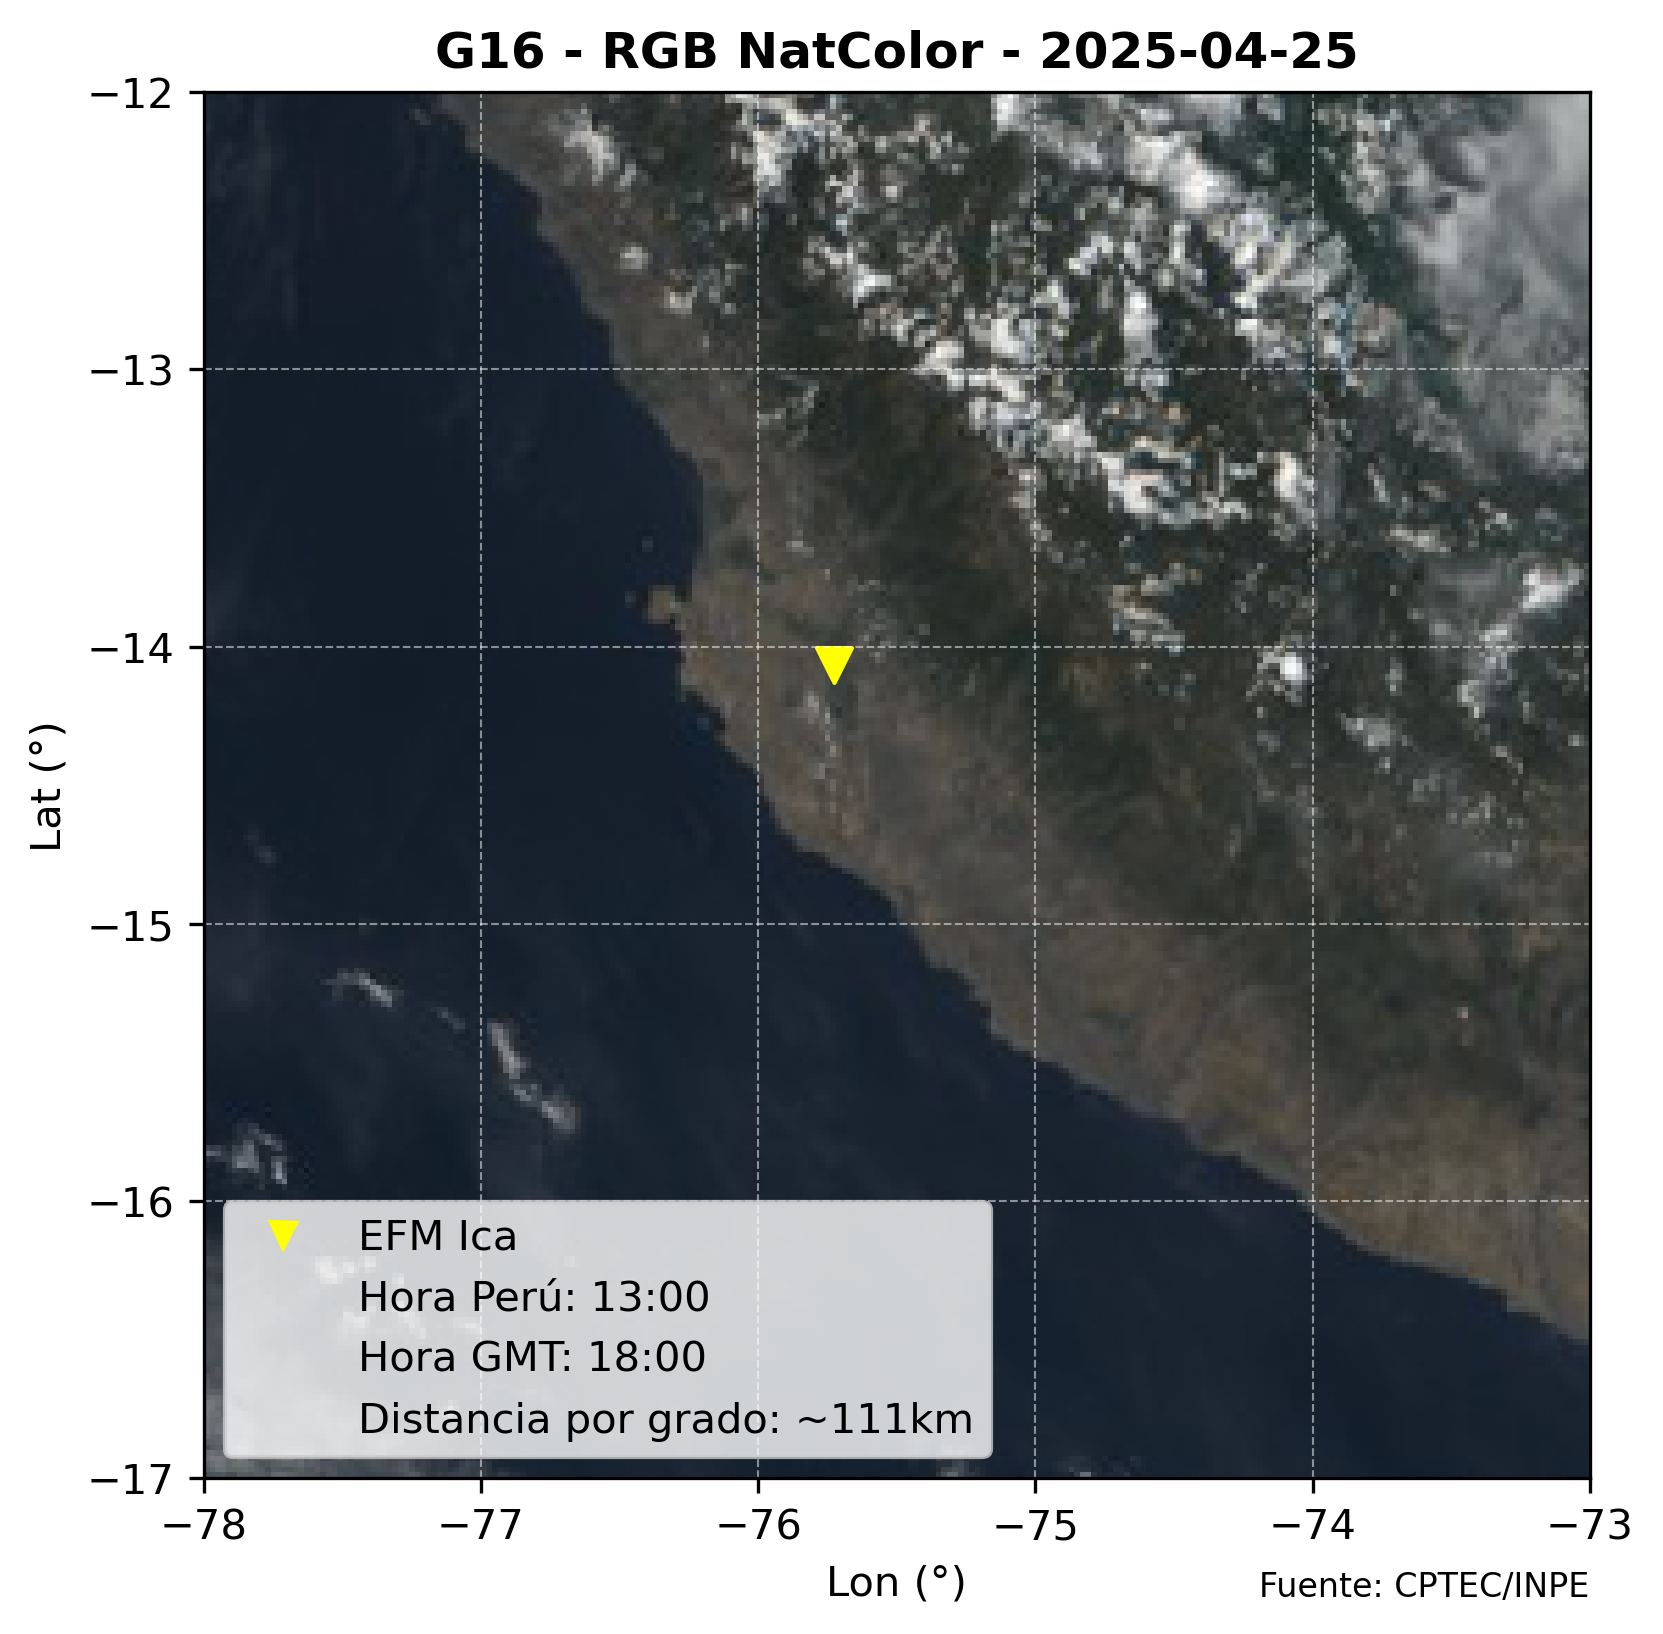 G16 - RGB NatColor - 2025-04-25
−12
−13
−14
−15
−16
−17
Lat (°)
EFM Ica
Hora Perú: 13:00
Hora GMT: 18:00
Distancia por grado: ~111km
−78
−77
−76
−75
−74
−73
Lon (°)
Fuente: CPTEC/INPE